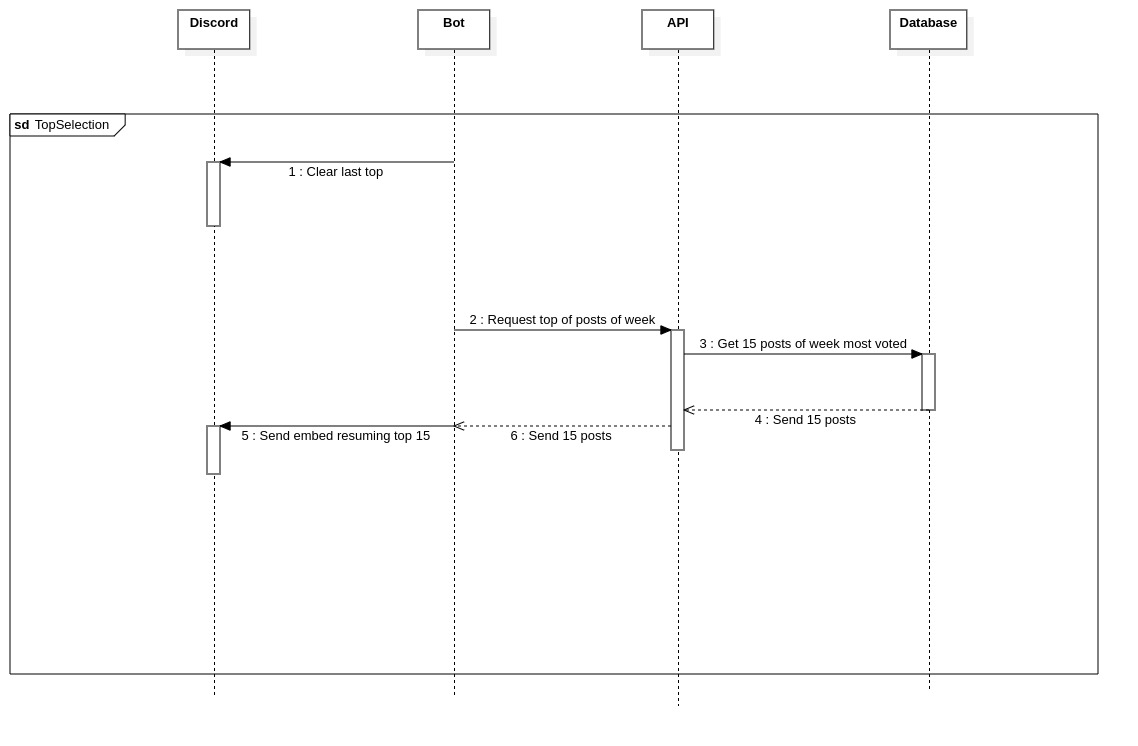 Discord
Bot
API
Database
sd TopSelection
1 : Clear last top
2 : Request top of posts of week
3 : Get 15 posts of week most voted
4 : Send 15 posts
5 : Send embed resuming top 15
6 : Send 15 posts